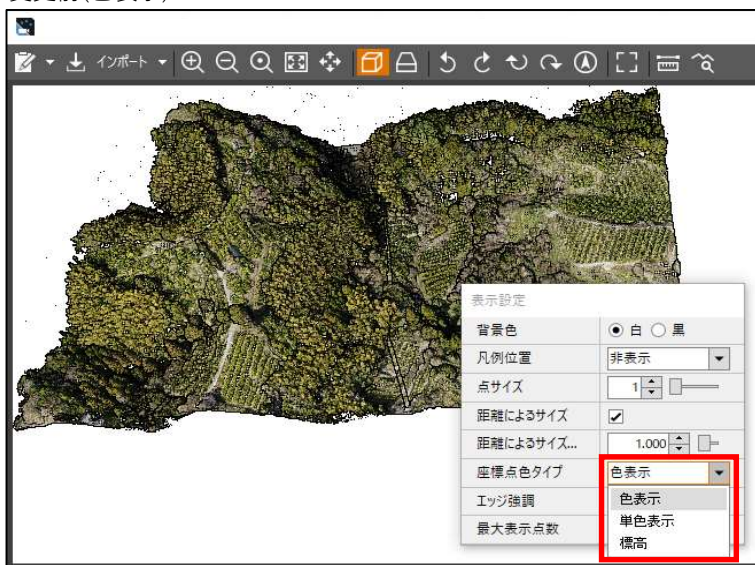 インポート
表示設定
背景色 白 黒
凡例位置 非表示
点サイズ 1
距離によるサイズ
距離によるサイズ... 1.000
座標点色タイプ 色表示
エッジ強調 色表示
単色表示
最大表示点数 標高